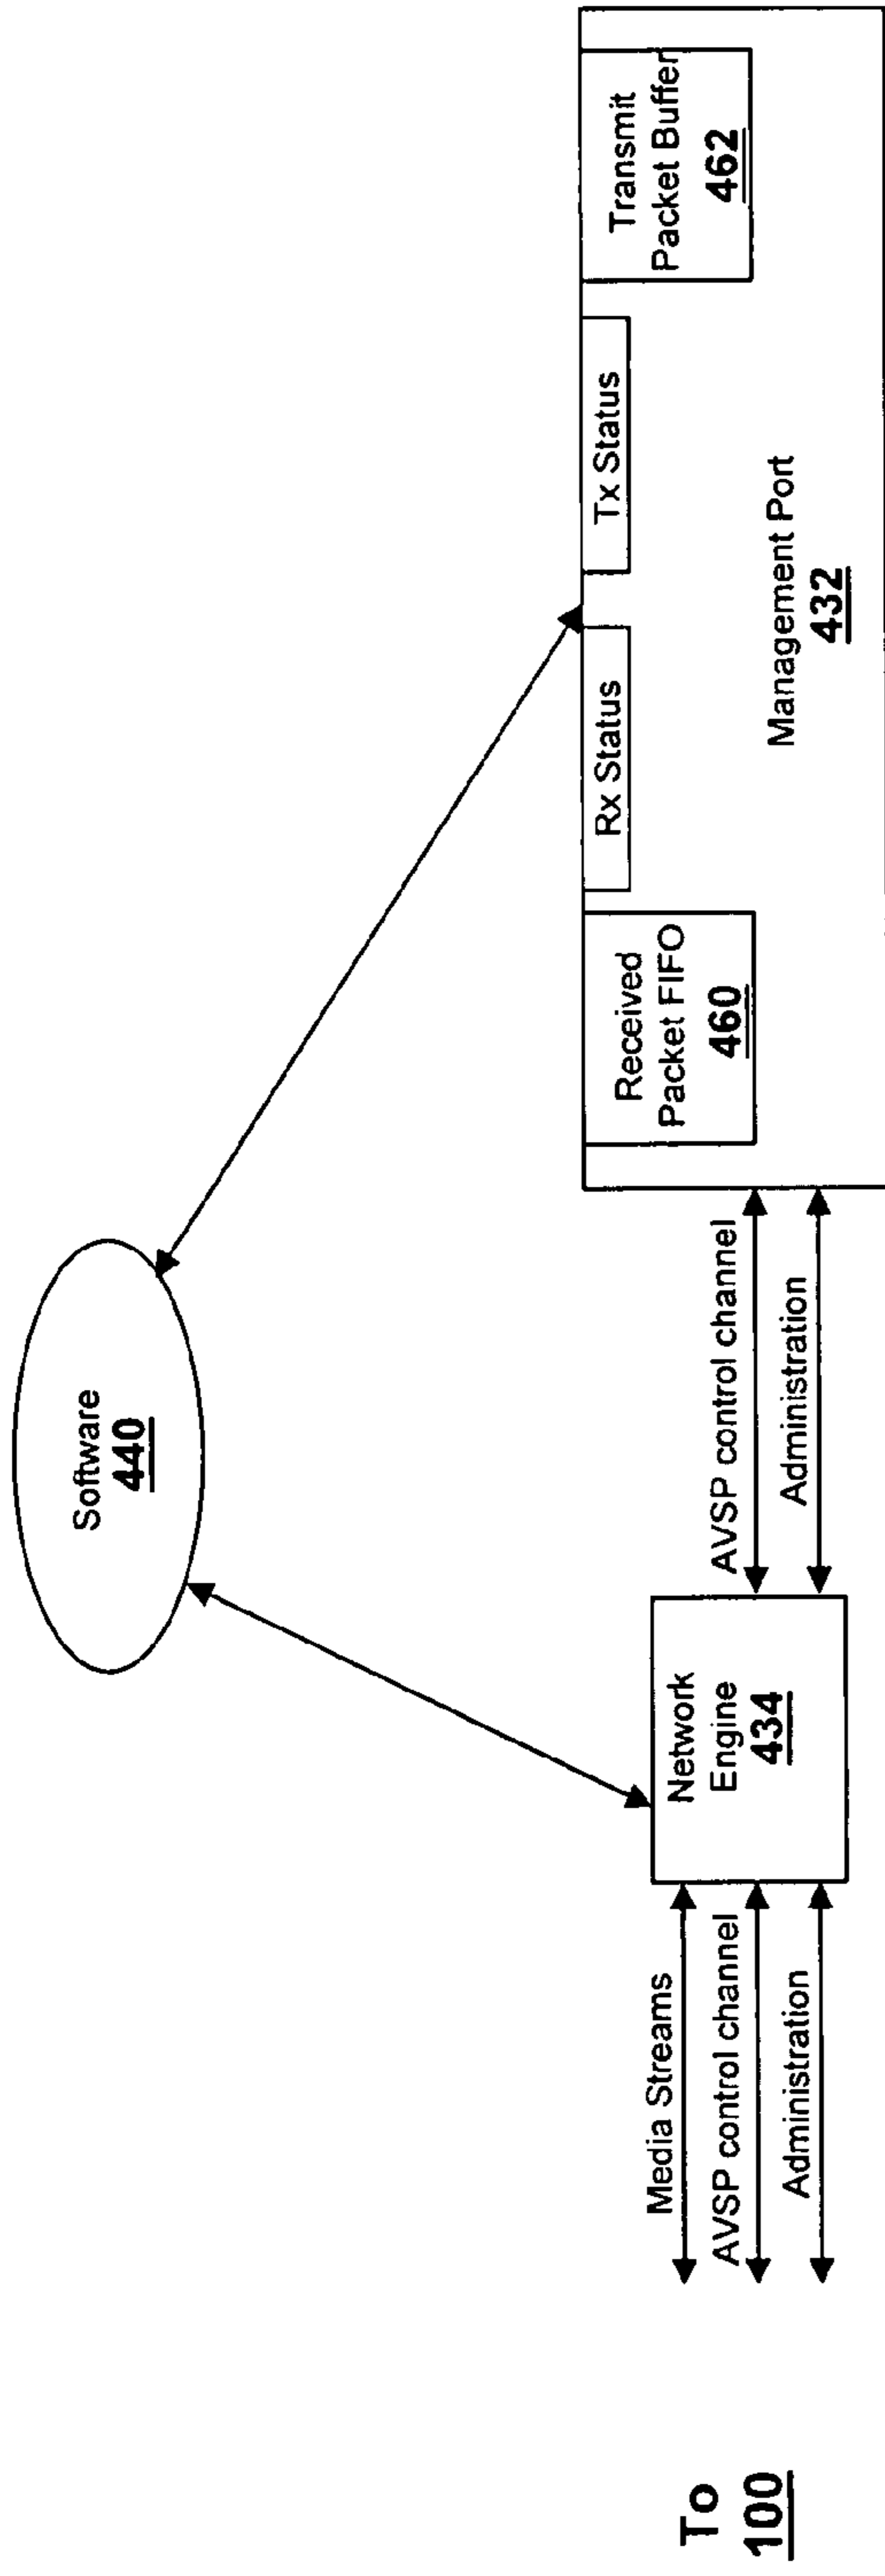 Software
440
To
100
Media Streams
AVSP control channel
Administration
Network
Engine
434
AVSP control channel
Administration
Received
Packet FIFO
460
Rx Status
Tx Status
Transmit
Packet Buffer
462
Management Port
432